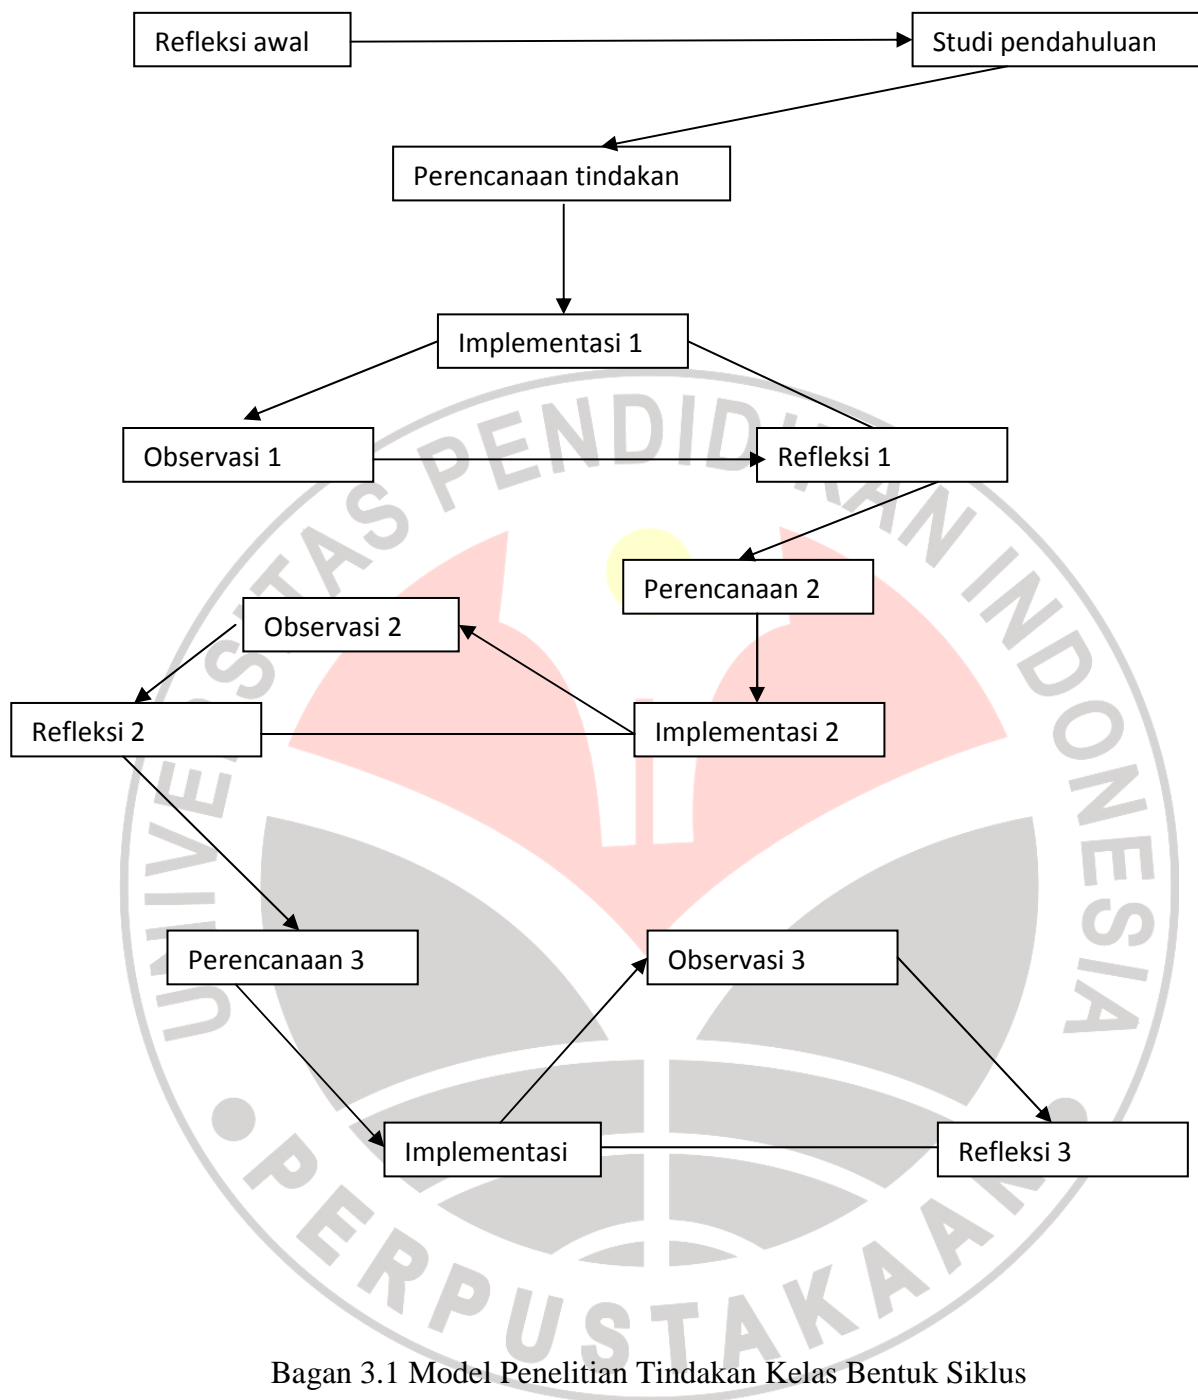 Refleksi awal
Studi pendahuluan
Perencanaan tindakan
Implementasi 1
Observasi 1
Refleksi 1
Perencanaan 2
Observasi 2
Refleksi 2
Implementasi 2
Perencanaan 3
Observasi 3
Implementasi
Refleksi 3
UNIVERSITAS PENDIDIKAN INDONESIA
PERPUSTAKAAN
Bagan 3.1 Model Penelitian Tindakan Kelas Bentuk Siklus